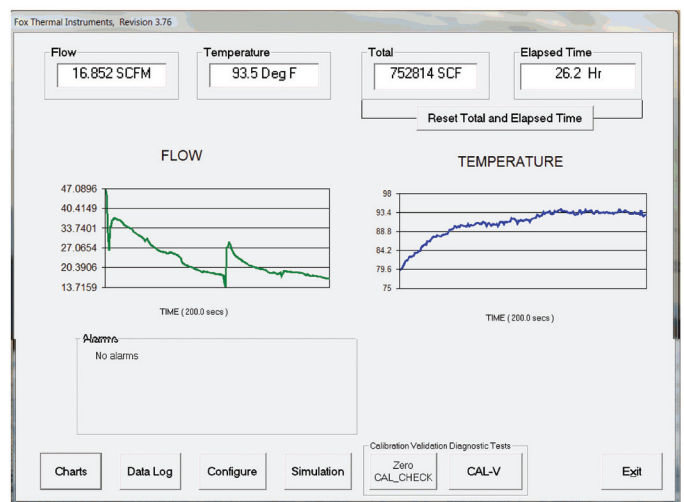 Fox Thermal Instruments, Revision 3.76
Flow
16.852 SCFM
Temperature
93.5 Deg F
Total
752814 SCF
Elapsed Time
26.2 Hr
Reset Total and Elapsed Time
FLOW
47.0896
40.4149
33.7401
27.0654
20.3906
13.7159
TIME ( 200.0 secs )
TEMPERATURE
98
93.4
88.8
84.2
79.6
75
TIME ( 200.0 secs )
Alarms
No alarms
Calibration Validation Diagnostic Tests
Charts
Data Log
Configure
Simulation
Zero
CAL_CHECK
CAL-V
Exit